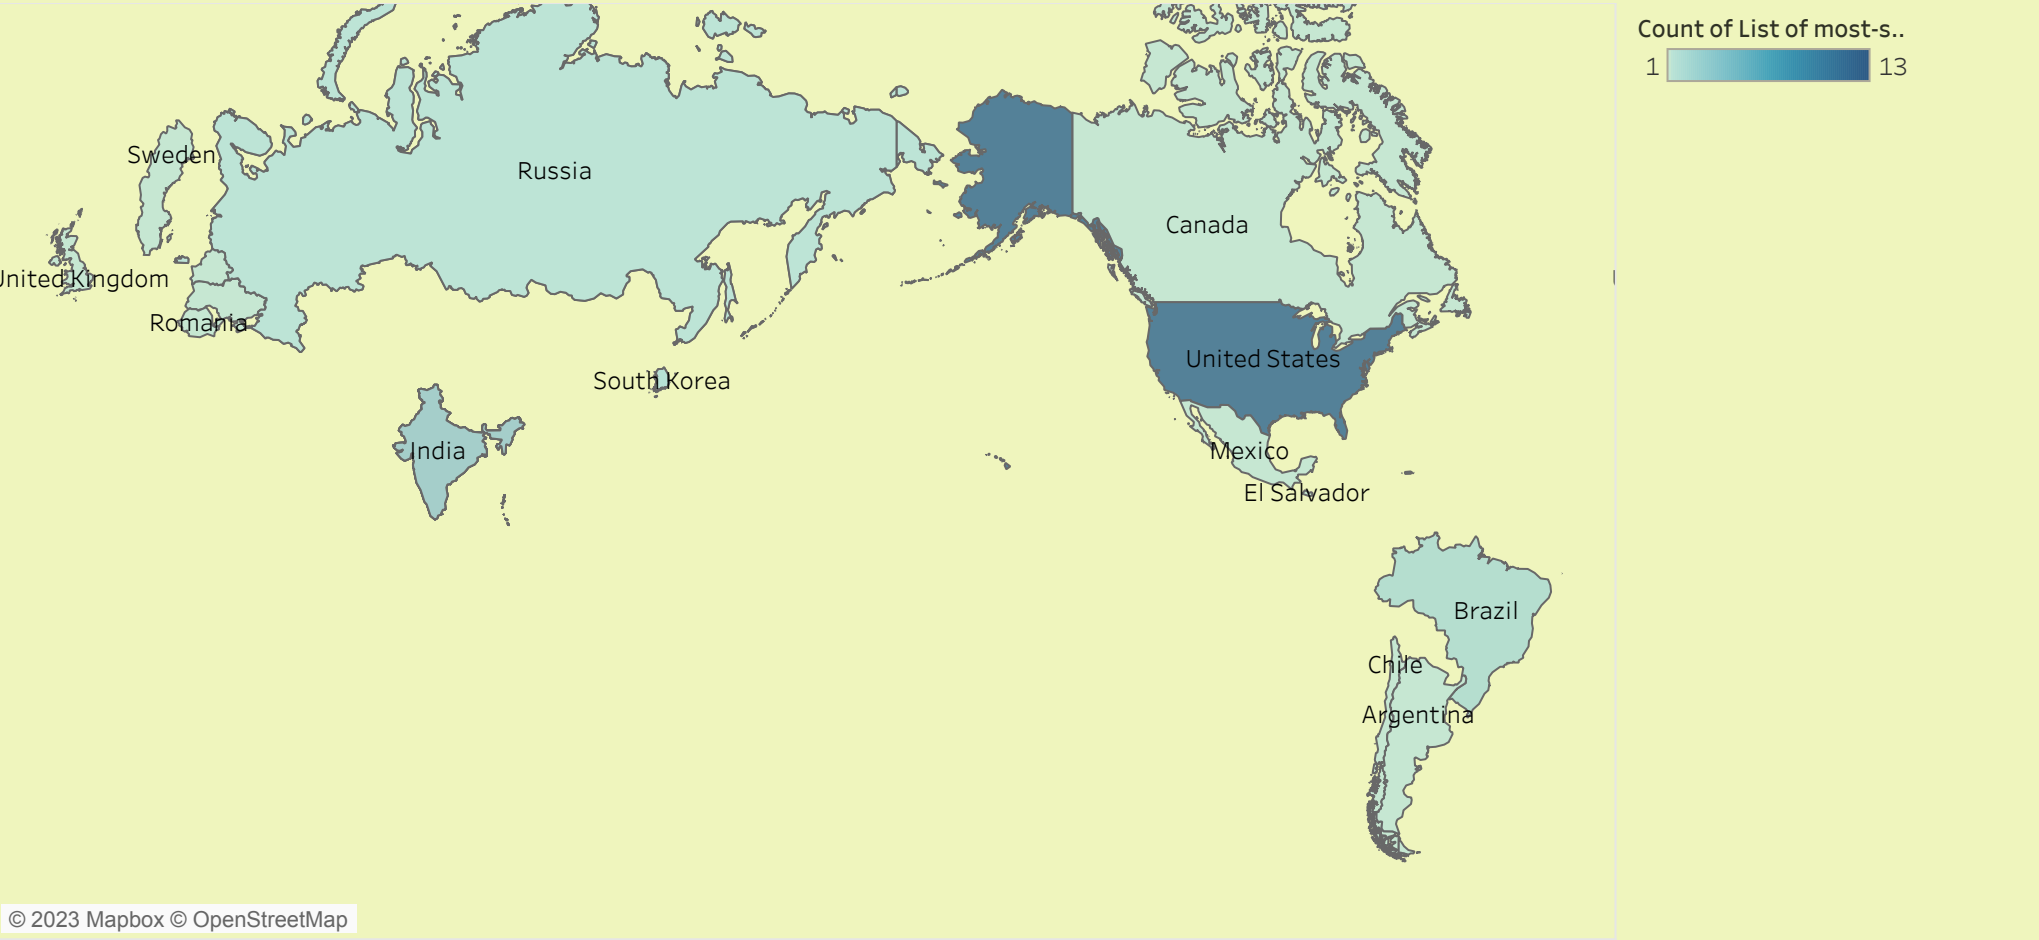 Count of List of most-s..
1 13
Sweden
Russia
Canada
United Kingdom
Romania
United States
South Korea
India
Mexico
El Salvador
Brazil
Chile
Argentina
© 2023 Mapbox © OpenStreetMap